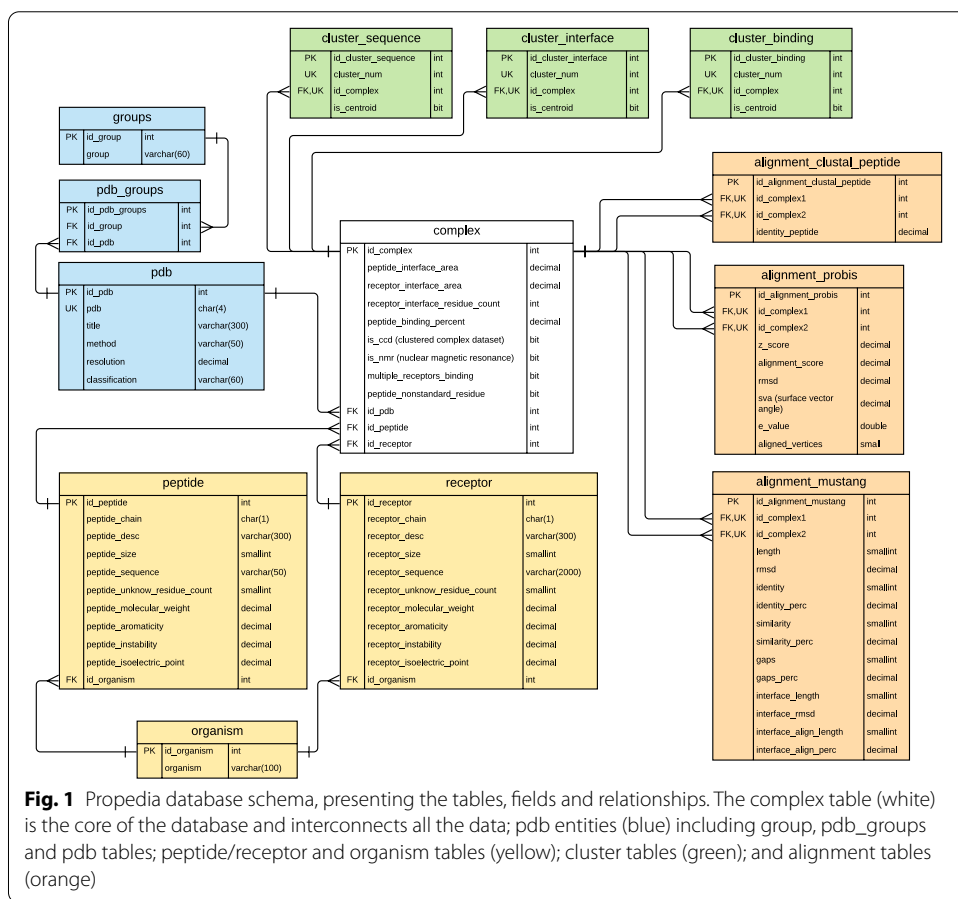 cluster_sequence
PK id_cluster_sequence int
UK cluster_num int
FK,UK id_complex int
is_centroid bit
cluster_interface
PK id_cluster_interface int
UK cluster_num int
FK,UK id_complex int
is_centroid bit
cluster_binding
PK id_cluster_binding int
UK cluster_num int
FK,UK id_complex int
is_centroid bit
groups
PK id_group int
group varchar(60)
pdb_groups
PK id_pdb_groups int
FK id_group int
FK id_pdb int
pdb
PK id_pdb int
UK pdb char(4)
title varchar(300)
method varchar(50)
resolution decimal
classification varchar(60)
complex
PK id_complex int
peptide_interface_area decimal
receptor_interface_area decimal
receptor_interface_residue_count int
peptide_binding_percent decimal
is_ccd (clustered complex dataset) bit
is_nmr (nuclear magnetic resonance) bit
multiple_receptors_binding bit
peptide_nonstandard_residue bit
FK id_pdb int
FK id_peptide int
FK id_receptor int
alignment_clustal_peptide
PK id_alignment_clustal_peptide int
FK,UK id_complex1 int
FK,UK id_complex2 int
identity_peptide decimal
alignment_probis
PK id_alignment_probis int
FK,UK id_complex1 int
FK,UK id_complex2 int
z_score decimal
alignment_score decimal
rmsd decimal
sva (surface vector
angle) decimal
e_value double
aligned_vertices small
peptide
PK id_peptide int
peptide_chain char(1)
peptide_desc varchar(300)
peptide_size smallint
peptide_sequence varchar(50)
peptide_unknow_residue_count smallint
peptide_molecular_weight decimal
peptide_aromaticity decimal
peptide_instability decimal
peptide_isoelectric_point decimal
FK id_organism int
receptor
PK id_receptor int
receptor_chain char(1)
receptor_desc varchar(300)
receptor_size smallint
receptor_sequence varchar(2000)
receptor_unknow_residue_count smallint
receptor_molecular_weight decimal
receptor_aromaticity decimal
receptor_instability decimal
receptor_isoelectric_point decimal
FK id_organism int
alignment_mustang
PK id_alignment_mustang int
FK,UK id_complex1 int
FK,UK id_complex2 int
length smallint
rmsd decimal
identity smallint
identity_perc decimal
similarity smallint
similarity_perc decimal
gaps smallint
gaps_perc decimal
interface_length smallint
interface_rmsd decimal
interface_align_length smallint
interface_align_perc decimal
organism
PK id_organism int
organism varchar(100)
Fig. 1 Propedia database schema, presenting the tables, fields and relationships. The complex table (white)
is the core of the database and interconnects all the data; pdb entities (blue) including group, pdb_groups
and pdb tables; peptide/receptor and organism tables (yellow); cluster tables (green); and alignment tables
(orange)